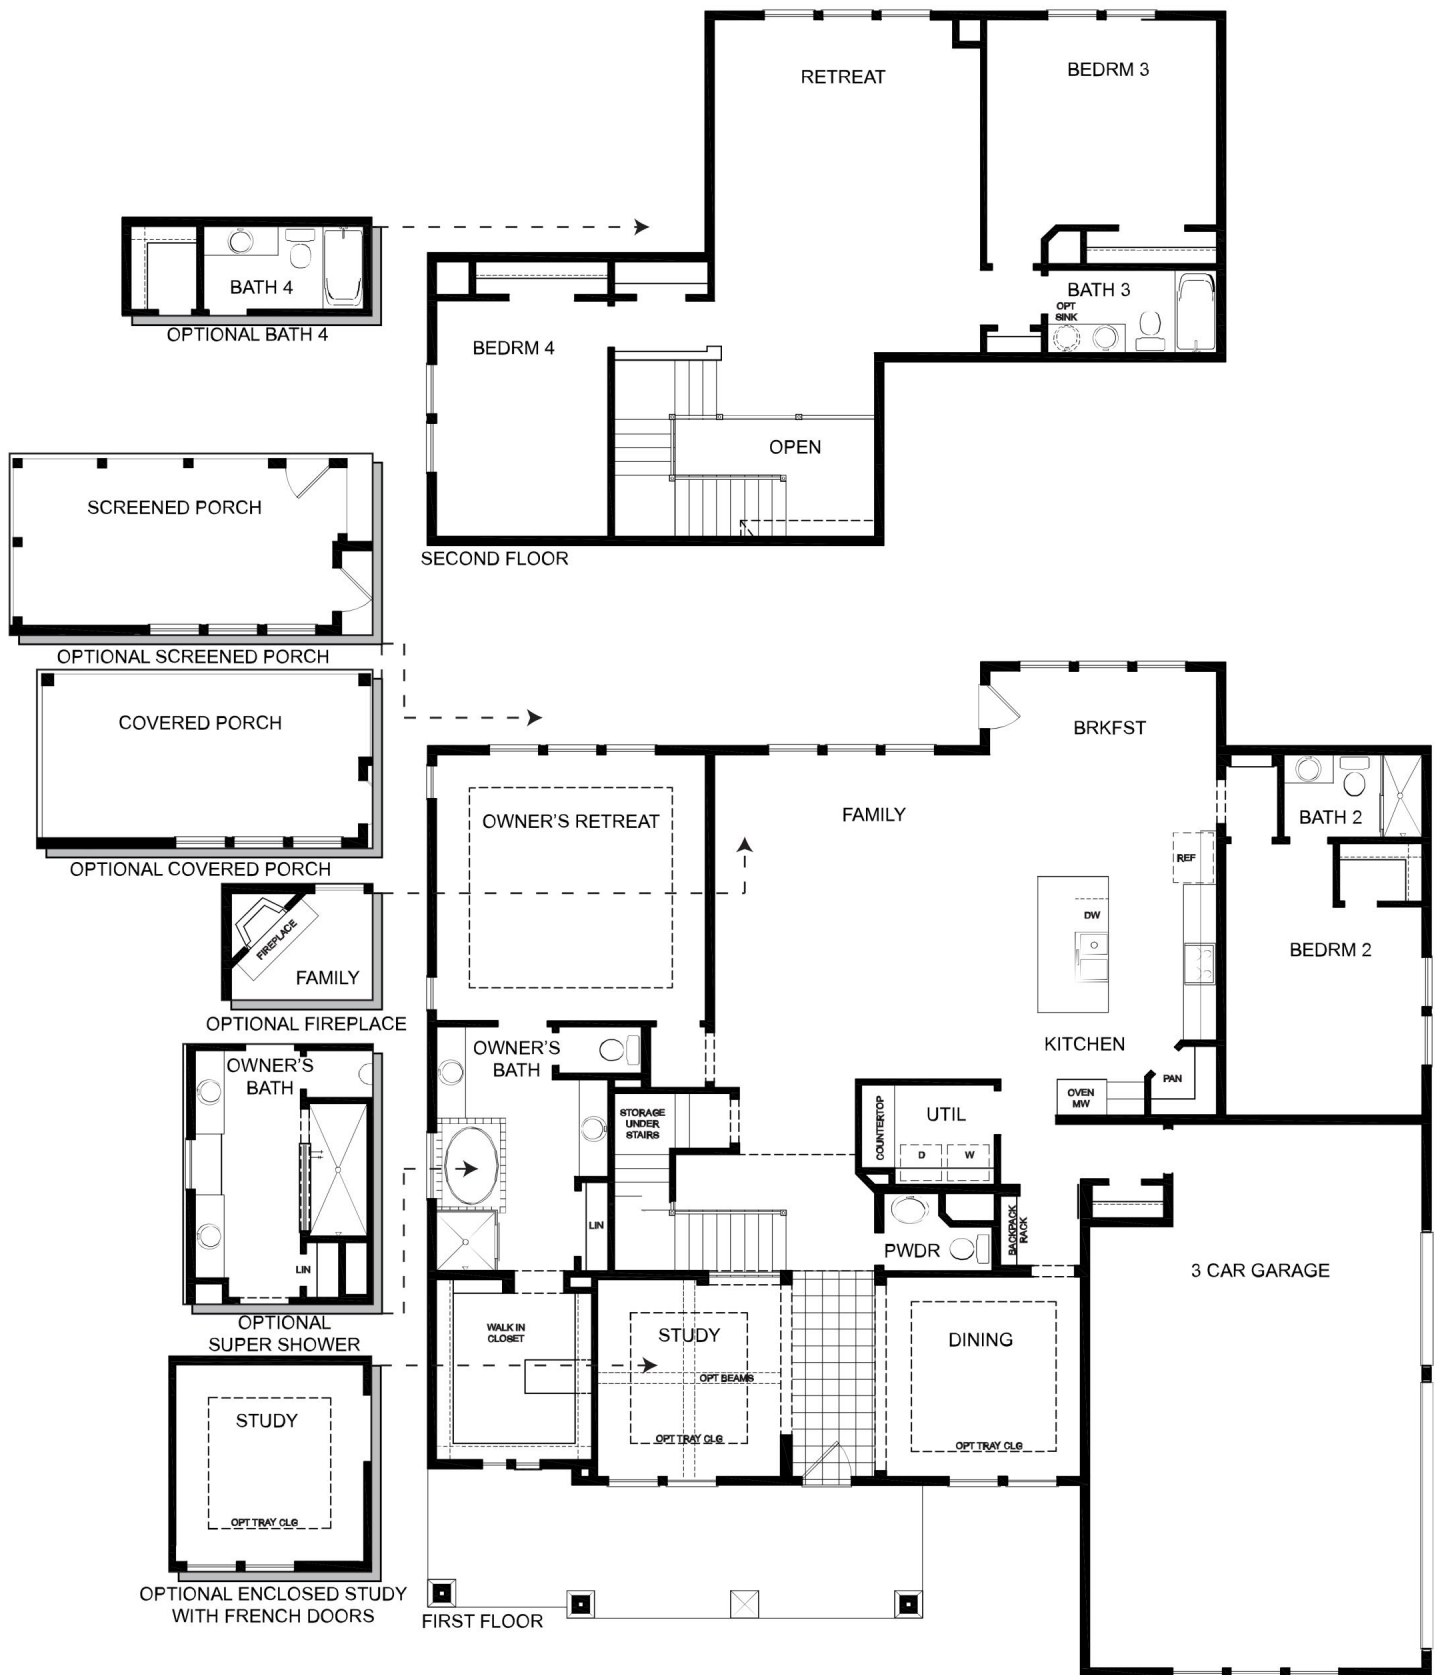 RETREAT
BEDRM 3
BATH 4
OPTIONAL BATH 4
BATH 3
OPT
SINK
BEDRM 4
OPEN
SECOND FLOOR
SCREENED PORCH
OPTIONAL SCREENED PORCH
COVERED PORCH
OPTIONAL COVERED PORCH
FIREPLACE
FAMILY
OPTIONAL FIREPLACE
OWNER'S
BATH
LIN
OPTIONAL
SUPER SHOWER
STUDY
OPT TRAY CLG
OPTIONAL ENCLOSED STUDY
WITH FRENCH DOORS
BRKFST
OWNER'S RETREAT
FAMILY
BATH 2
REF
DW
BEDRM 2
KITCHEN
OWNER'S
BATH
PAN
OVEN
MW
STORAGE
UNDER
STAIRS
COUNTERTOP
UTIL
D
W
LIN
BACKPACK
RACK
PWDR
3 CAR GARAGE
WALK IN
CLOSET
STUDY
OPT BEAMS
OPT TRAY CLG
DINING
OPT TRAY CLG
FIRST FLOOR